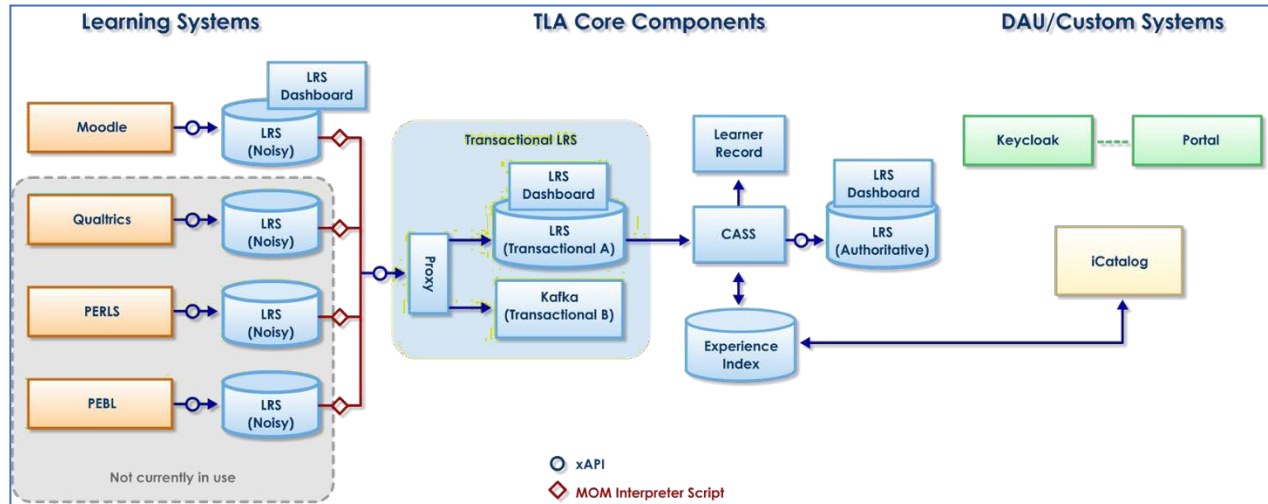 Learning Systems
TLA Core Components
DAU/Custom Systems
LRS
Dashboard
Moodle
LRS
(Noisy)
Qualtrics
LRS
(Noisy)
PERLS
LRS
(Noisy)
PEBL
LRS
(Noisy)
Not currently in use
Transactional LRS
LRS
Dashboard
LRS
(Transactional A)
Proxy
Kafka
(Transactional B)
Learner
Record
CASS
LRS
Dashboard
LRS
(Authoritative)
Experience
Index
Keycloak
Portal
iCatalog
xAPI
MOM Interpreter Script